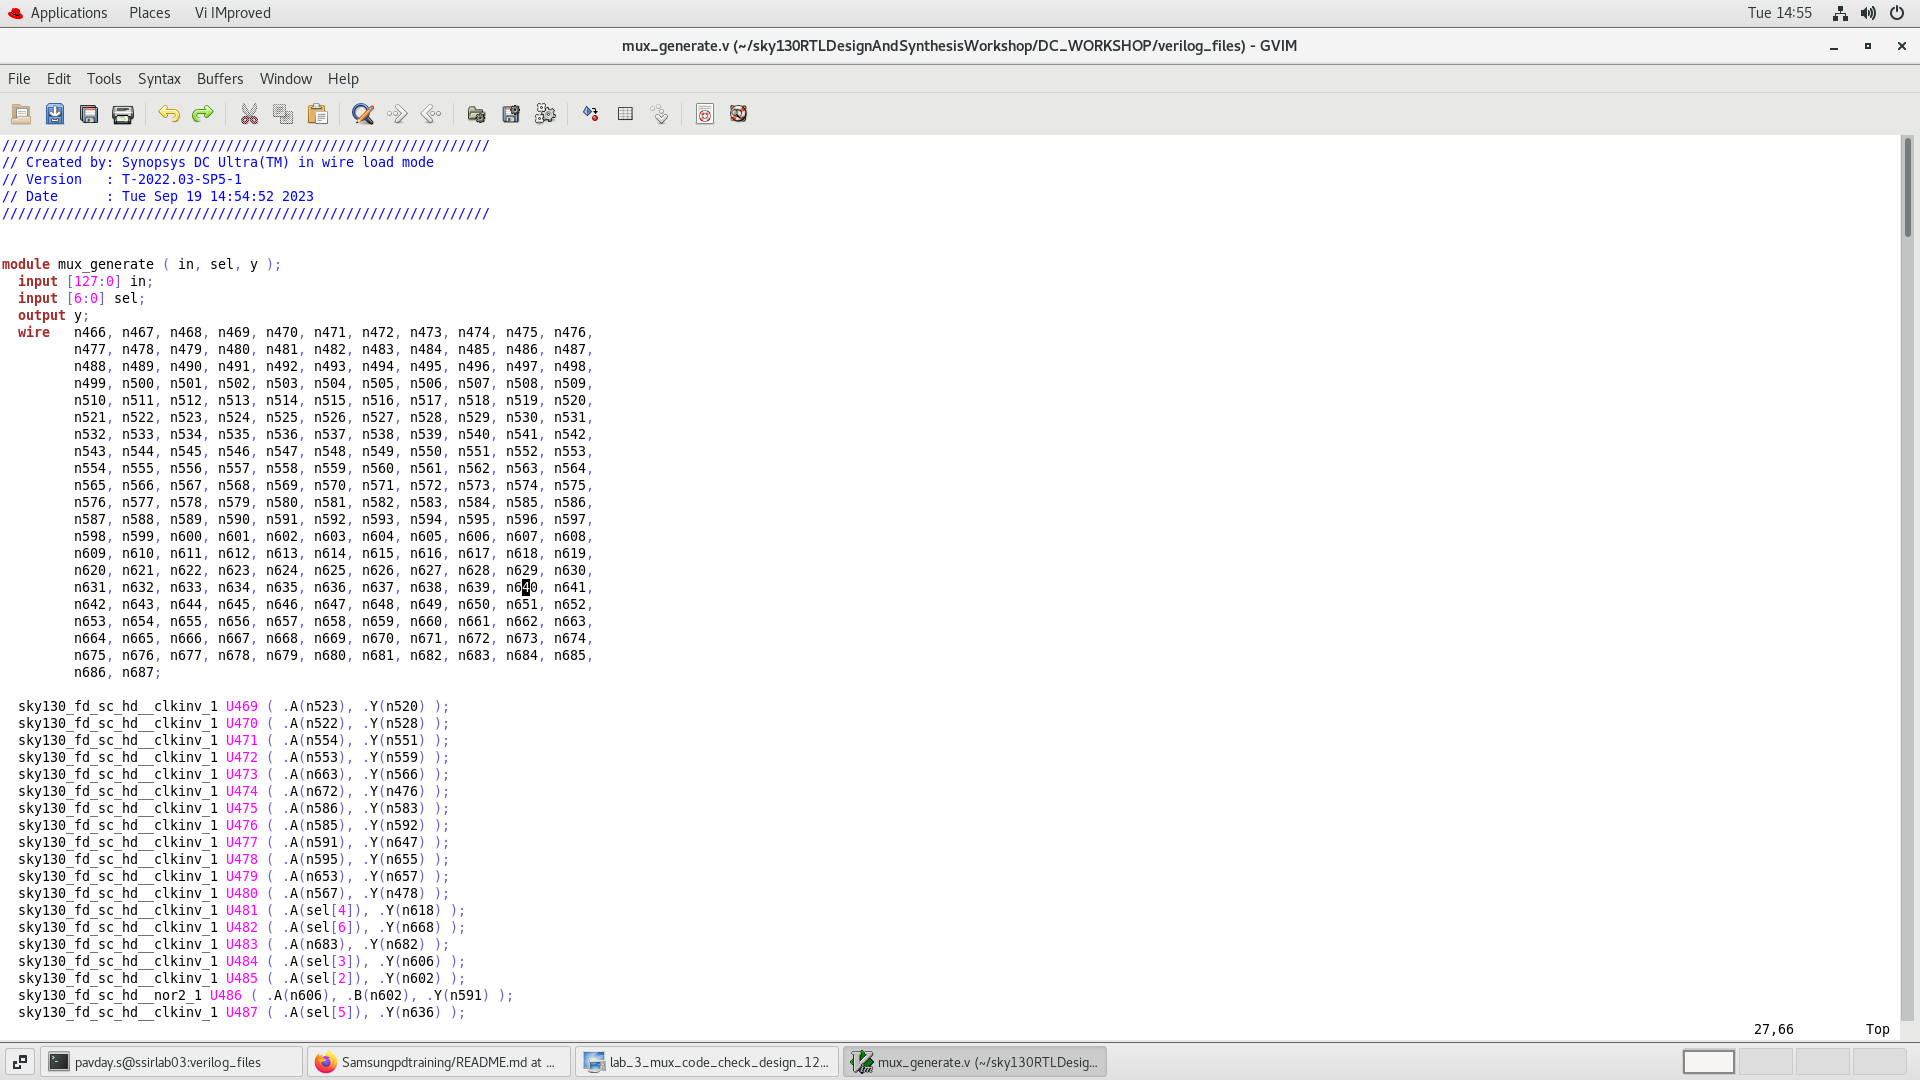 Applications Places Vi IMproved Tue 14:55
mux_generate.v (~/sky130RTLDesignAndSynthesisWorkshop/DC_WORKSHOP/verilog_files) - GVIM
File Edit Tools Syntax Buffers Window Help
/////////////////////////////////////////////////////////////
// Created by: Synopsys DC Ultra(TM) in wire load mode
// Version   : T-2022.03-SP5-1
// Date      : Tue Sep 19 14:54:52 2023
/////////////////////////////////////////////////////////////
module mux_generate ( in, sel, y );
input [127:0] in;
input [6:0] sel;
output y;
wire   n466, n467, n468, n469, n470, n471, n472, n473, n474, n475, n476,
n477, n478, n479, n480, n481, n482, n483, n484, n485, n486, n487,
n488, n489, n490, n491, n492, n493, n494, n495, n496, n497, n498,
n499, n500, n501, n502, n503, n504, n505, n506, n507, n508, n509,
n510, n511, n512, n513, n514, n515, n516, n517, n518, n519, n520,
n521, n522, n523, n524, n525, n526, n527, n528, n529, n530, n531,
n532, n533, n534, n535, n536, n537, n538, n539, n540, n541, n542,
n543, n544, n545, n546, n547, n548, n549, n550, n551, n552, n553,
n554, n555, n556, n557, n558, n559, n560, n561, n562, n563, n564,
n565, n566, n567, n568, n569, n570, n571, n572, n573, n574, n575,
n576, n577, n578, n579, n580, n581, n582, n583, n584, n585, n586,
n587, n588, n589, n590, n591, n592, n593, n594, n595, n596, n597,
n598, n599, n600, n601, n602, n603, n604, n605, n606, n607, n608,
n609, n610, n611, n612, n613, n614, n615, n616, n617, n618, n619,
n620, n621, n622, n623, n624, n625, n626, n627, n628, n629, n630,
n631, n632, n633, n634, n635, n636, n637, n638, n639, n640, n641,
n642, n643, n644, n645, n646, n647, n648, n649, n650, n651, n652,
n653, n654, n655, n656, n657, n658, n659, n660, n661, n662, n663,
n664, n665, n666, n667, n668, n669, n670, n671, n672, n673, n674,
n675, n676, n677, n678, n679, n680, n681, n682, n683, n684, n685,
n686, n687;
sky130_fd_sc_hd__clkinv_1 U469 ( .A(n523), .Y(n520) );
sky130_fd_sc_hd__clkinv_1 U470 ( .A(n522), .Y(n528) );
sky130_fd_sc_hd__clkinv_1 U471 ( .A(n554), .Y(n551) );
sky130_fd_sc_hd__clkinv_1 U472 ( .A(n553), .Y(n559) );
sky130_fd_sc_hd__clkinv_1 U473 ( .A(n663), .Y(n566) );
sky130_fd_sc_hd__clkinv_1 U474 ( .A(n672), .Y(n476) );
sky130_fd_sc_hd__clkinv_1 U475 ( .A(n586), .Y(n583) );
sky130_fd_sc_hd__clkinv_1 U476 ( .A(n585), .Y(n592) );
sky130_fd_sc_hd__clkinv_1 U477 ( .A(n591), .Y(n647) );
sky130_fd_sc_hd__clkinv_1 U478 ( .A(n595), .Y(n655) );
sky130_fd_sc_hd__clkinv_1 U479 ( .A(n653), .Y(n657) );
sky130_fd_sc_hd__clkinv_1 U480 ( .A(n567), .Y(n478) );
sky130_fd_sc_hd__clkinv_1 U481 ( .A(sel[4]), .Y(n618) );
sky130_fd_sc_hd__clkinv_1 U482 ( .A(sel[6]), .Y(n668) );
sky130_fd_sc_hd__clkinv_1 U483 ( .A(n683), .Y(n682) );
sky130_fd_sc_hd__clkinv_1 U484 ( .A(sel[3]), .Y(n606) );
sky130_fd_sc_hd__clkinv_1 U485 ( .A(sel[2]), .Y(n602) );
sky130_fd_sc_hd__nor2_1 U486 ( .A(n606), .B(n602), .Y(n591) );
sky130_fd_sc_hd__clkinv_1 U487 ( .A(sel[5]), .Y(n636) );
27,66 Top
pavday.s@ssirlab03:verilog_files Samsungpdtraining/README.md at ... lab_3_mux_code_check_design_12... mux_generate.v (~/sky130RTLDesig...